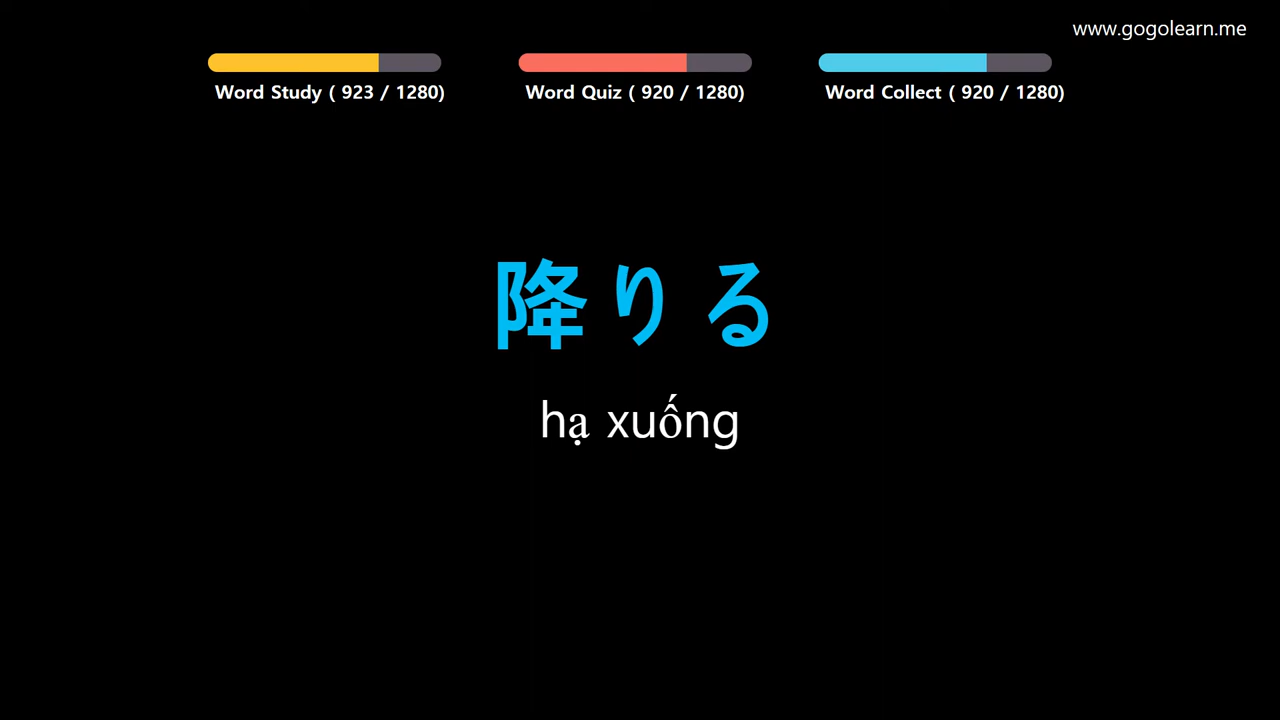 www.gogolearn.me
Word Study ( 923 / 1280)
Word Quiz ( 920 / 1280)
Word Collect ( 920 / 1280)
降りる
hạ xuống